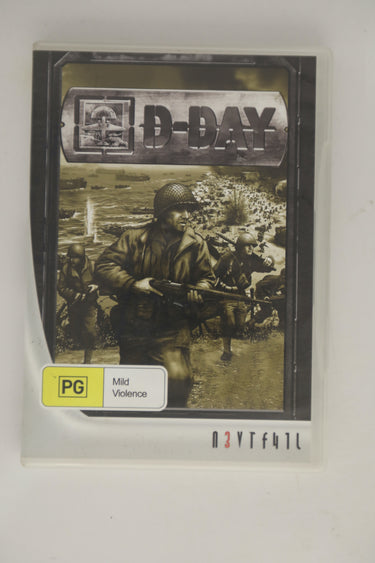 D-DAY
PG
Mild
Violence
N3VTF41L